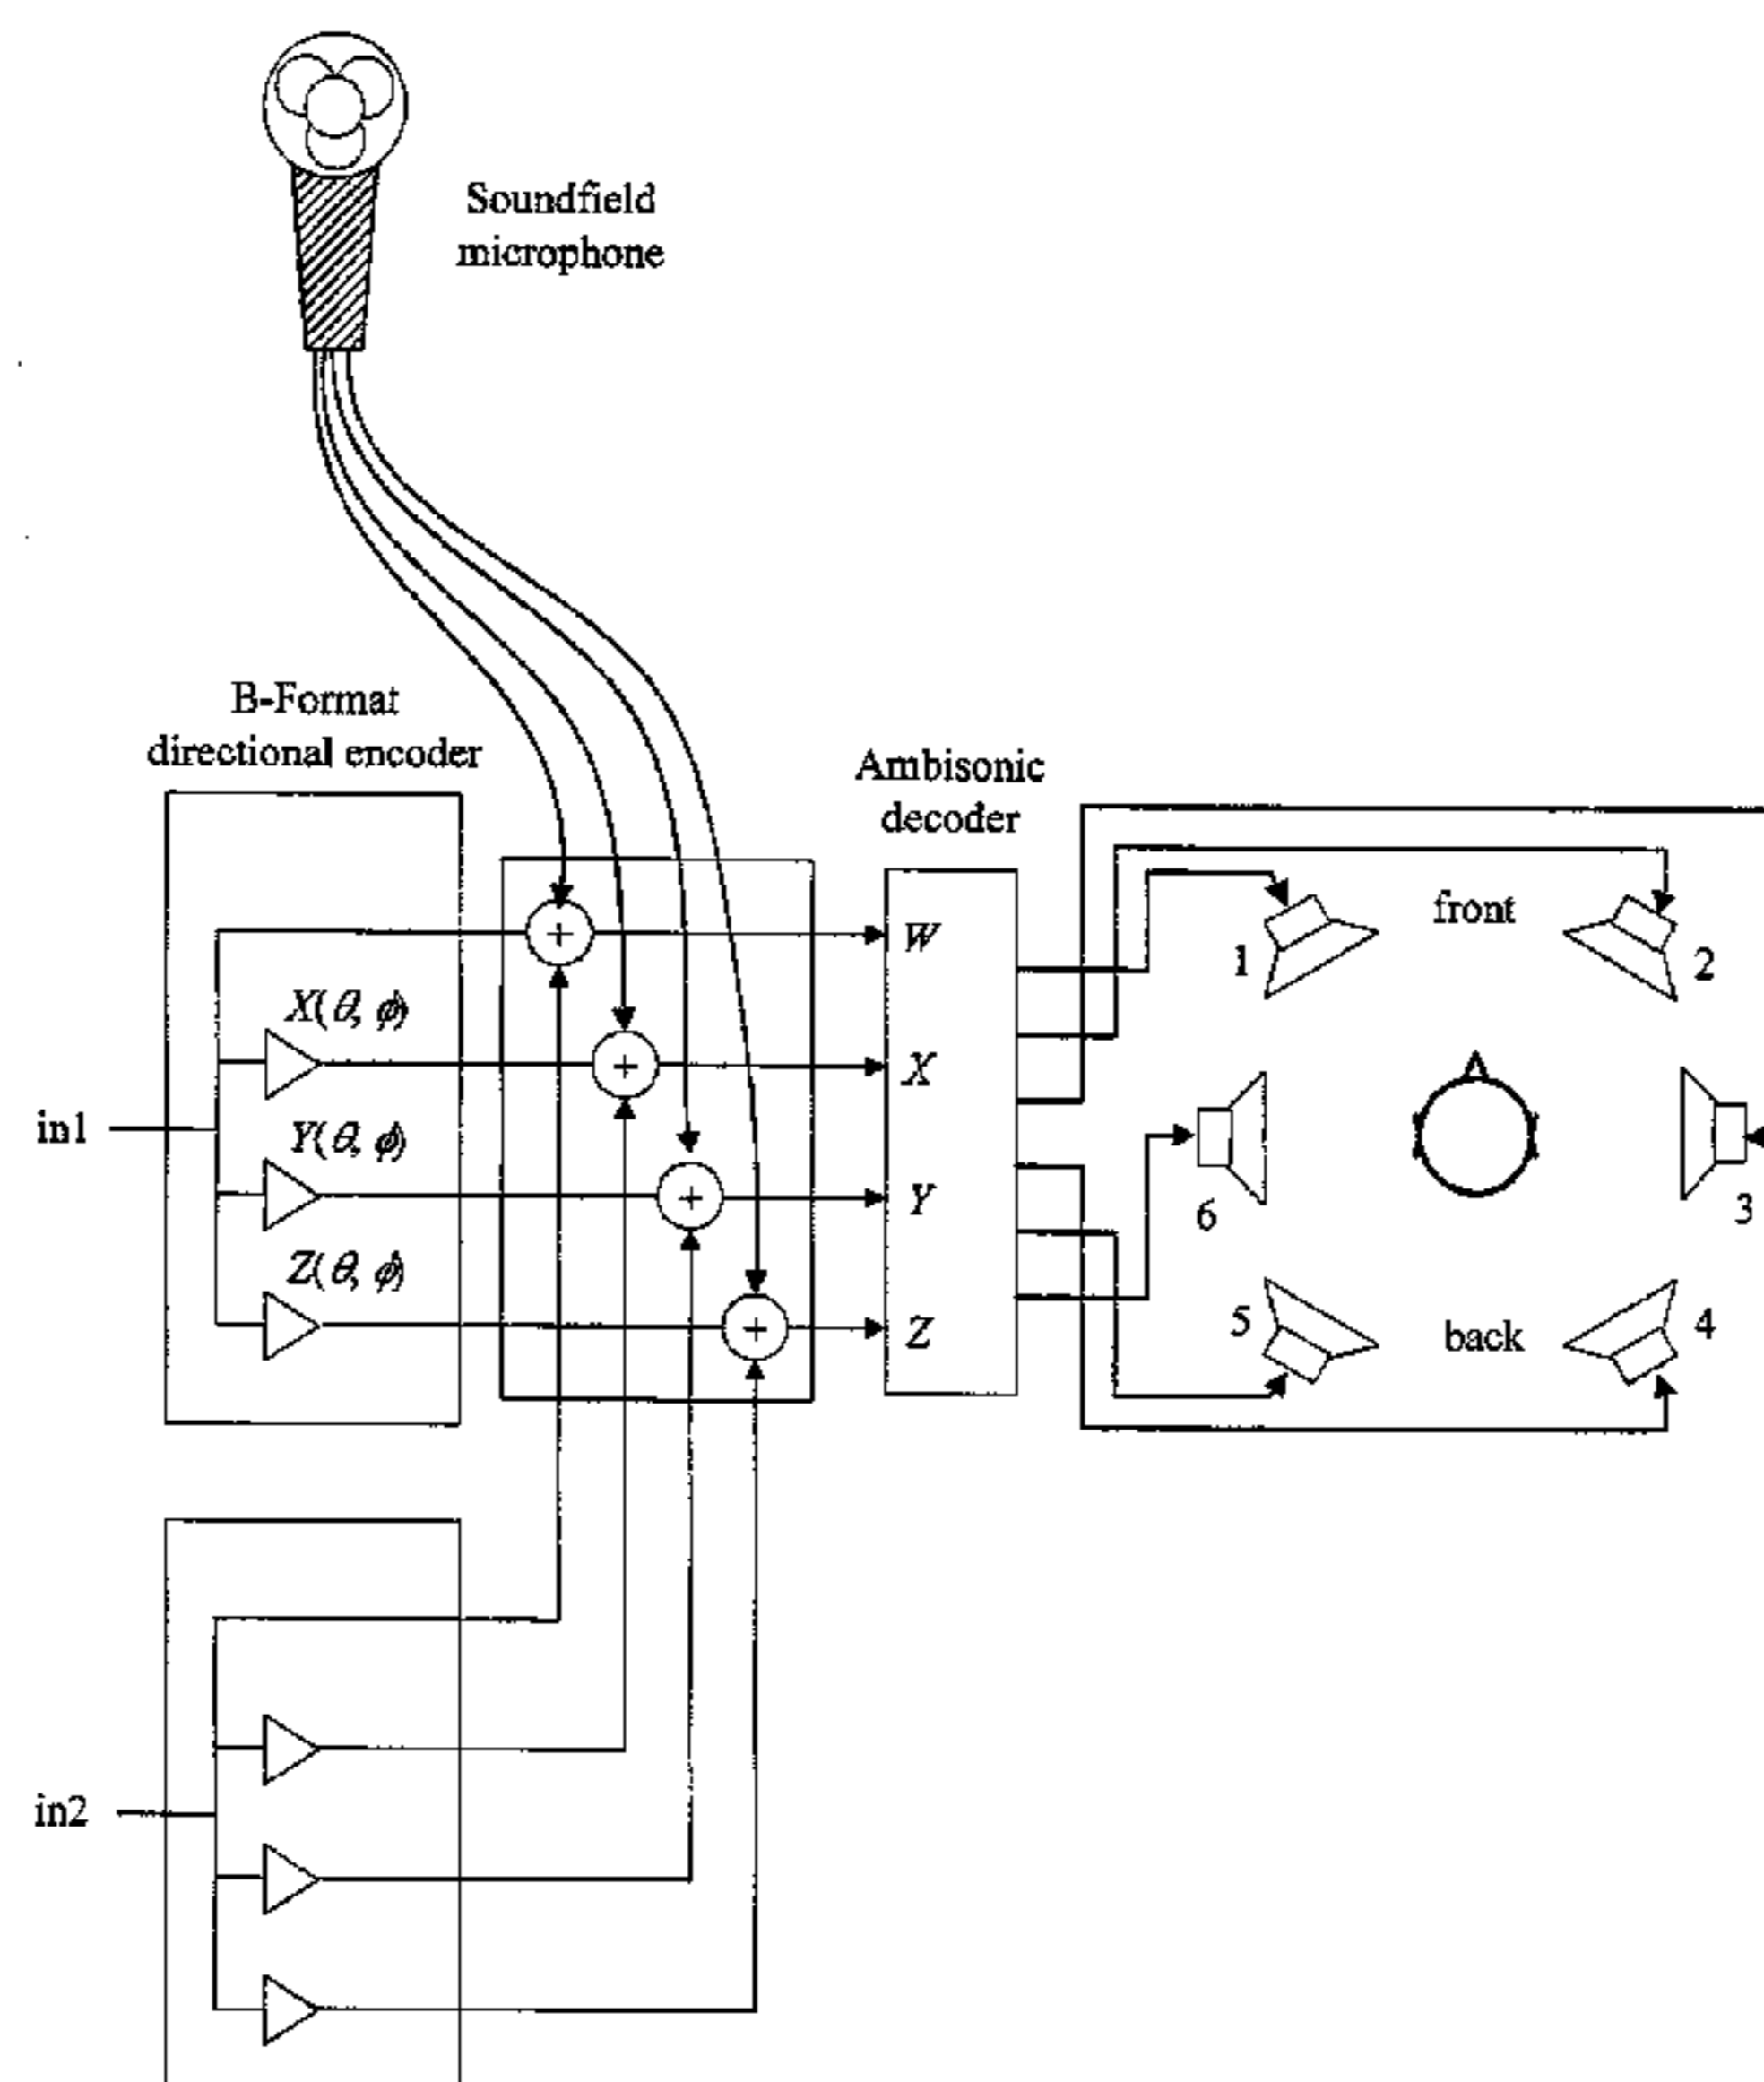 Soundfield
microphone
B-Format
directional encoder
Ambisonic
decoder
front
1
2
+
W
X(θ, ϕ)
+
X
in1
Y(θ, ϕ)
+
Y
6
3
Z(θ, ϕ)
+
Z
5
back
4
in2